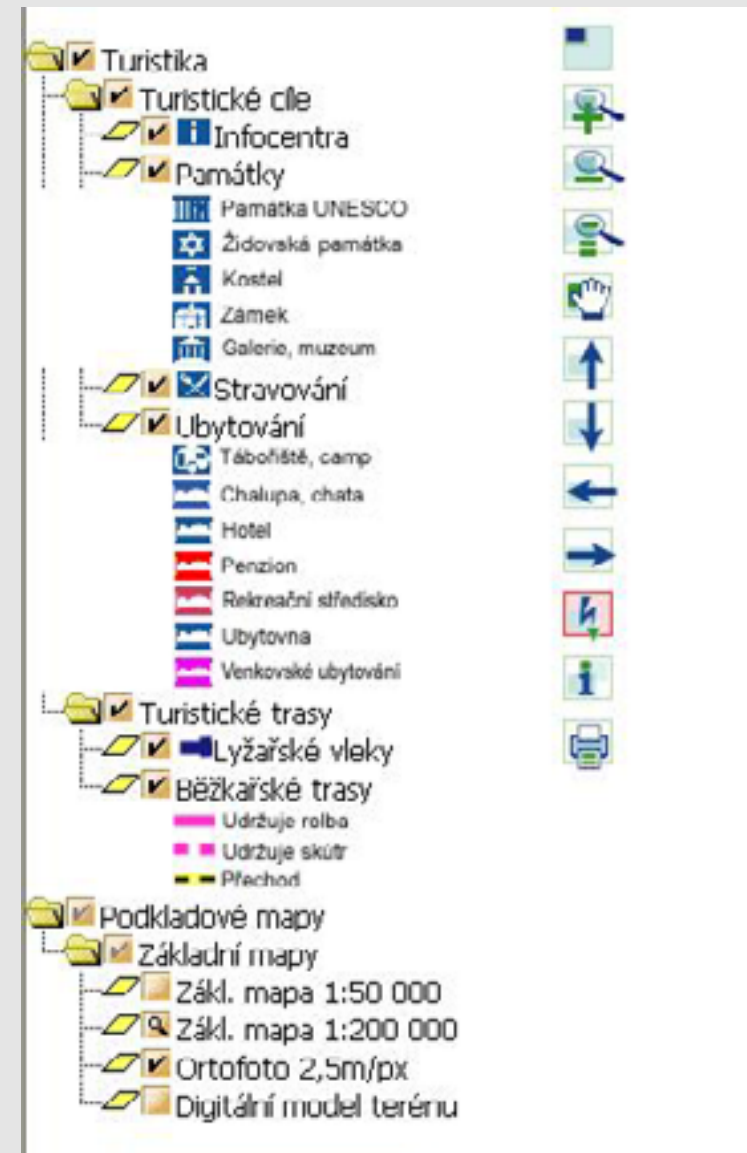 Turistika
Turistické cíle
Infocentra
Památky
Památka UNESCO
Židovská památka
Kostel
Zámek
Galerie, muzeum
Stravování
Ubytování
Tábořiště, camp
Chalupa, chata
Hotel
Penzion
Rekreační středisko
Ubytovna
Venkovské ubytování
Turistické trasy
Lyžařské vleky
Běžkařské trasy
Udržuje rolba
Udržuje skútr
Přechod
Podkladové mapy
Základní mapy
Zákl. mapa 1:50 000
Zákl. mapa 1:200 000
Ortofoto 2,5m/px
Digitální model terénu